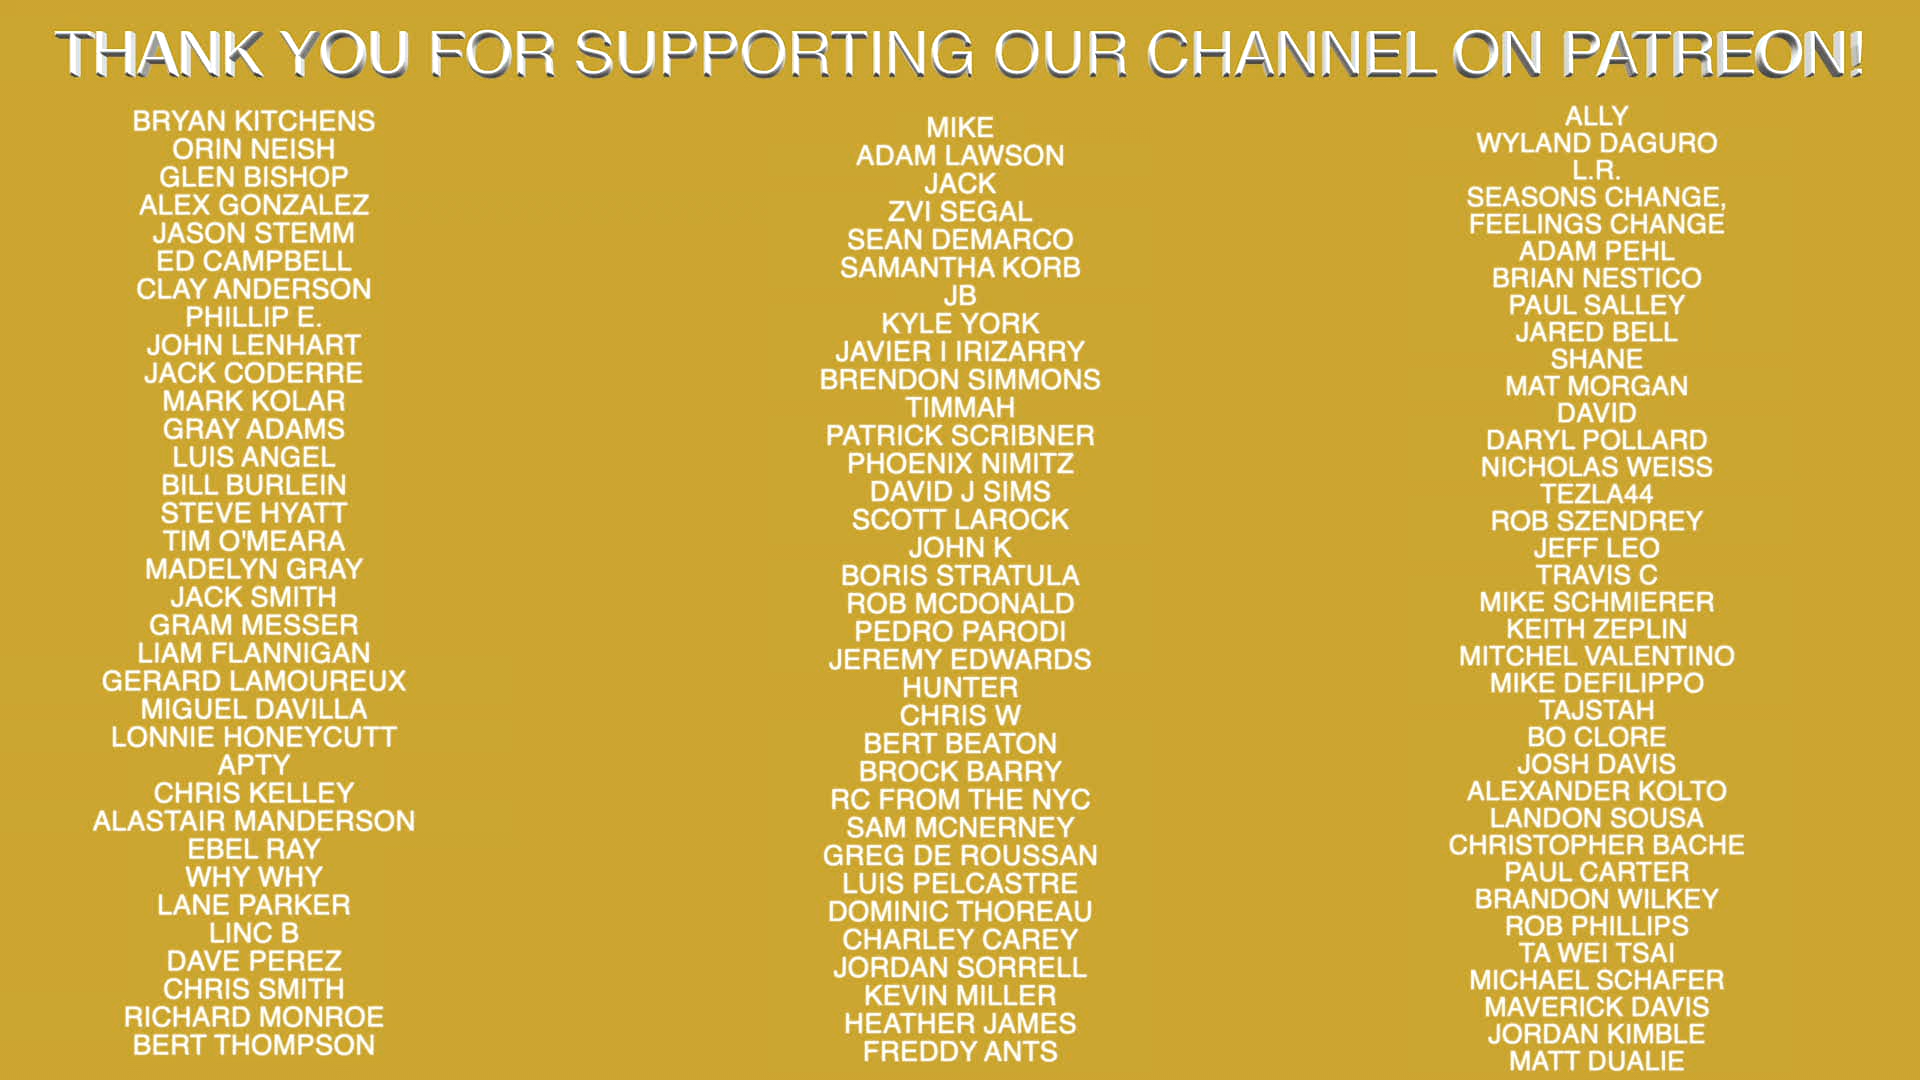 THANK YOU FOR SUPPORTING OUR CHANNEL ON PATREON!
BRYAN KITCHENS
ORIN NEISH
GLEN BISHOP
ALEX GONZALEZ
JASON STEMM
ED CAMPBELL
CLAY ANDERSON
PHILLIP E.
JOHN LENHART
JACK CODERRE
MARK KOLAR
GRAY ADAMS
LUIS ANGEL
BILL BURLEIN
STEVE HYATT
TIM O'MEARA
MADELYN GRAY
JACK SMITH
GRAM MESSER
LIAM FLANNIGAN
GERARD LAMOUREUX
MIGUEL DAVILLA
LONNIE HONEYCUTT
APTY
CHRIS KELLEY
ALASTAIR MANDERSON
EBEL RAY
WHY WHY
LANE PARKER
LINC B
DAVE PEREZ
CHRIS SMITH
RICHARD MONROE
BERT THOMPSON
MIKE
ADAM LAWSON
JACK
ZVI SEGAL
SEAN DEMARCO
SAMANTHA KORB
JB
KYLE YORK
JAVIER I IRIZARRY
BRENDON SIMMONS
TIMMAH
PATRICK SCRIBNER
PHOENIX NIMITZ
DAVID J SIMS
SCOTT LAROCK
JOHN K
BORIS STRATULA
ROB MCDONALD
PEDRO PARODI
JEREMY EDWARDS
HUNTER
CHRIS W
BERT BEATON
BROCK BARRY
RC FROM THE NYC
SAM MCNERNEY
GREG DE ROUSSAN
LUIS PELCASTRE
DOMINIC THOREAU
CHARLEY CAREY
JORDAN SORRELL
KEVIN MILLER
HEATHER JAMES
FREDDY ANTS
ALLY
WYLAND DAGURO
L.R.
SEASONS CHANGE,
FEELINGS CHANGE
ADAM PEHL
BRIAN NESTICO
PAUL SALLEY
JARED BELL
SHANE
MAT MORGAN
DAVID
DARYL POLLARD
NICHOLAS WEISS
TEZLA44
ROB SZENDREY
JEFF LEO
TRAVIS C
MIKE SCHMIERER
KEITH ZEPLIN
MITCHEL VALENTINO
MIKE DEFILIPPO
TAJSTAH
BO CLORE
JOSH DAVIS
ALEXANDER KOLTO
LANDON SOUSA
CHRISTOPHER BACHE
PAUL CARTER
BRANDON WILKEY
ROB PHILLIPS
TA WEI TSAI
MICHAEL SCHAFER
MAVERICK DAVIS
JORDAN KIMBLE
MATT DUALIE